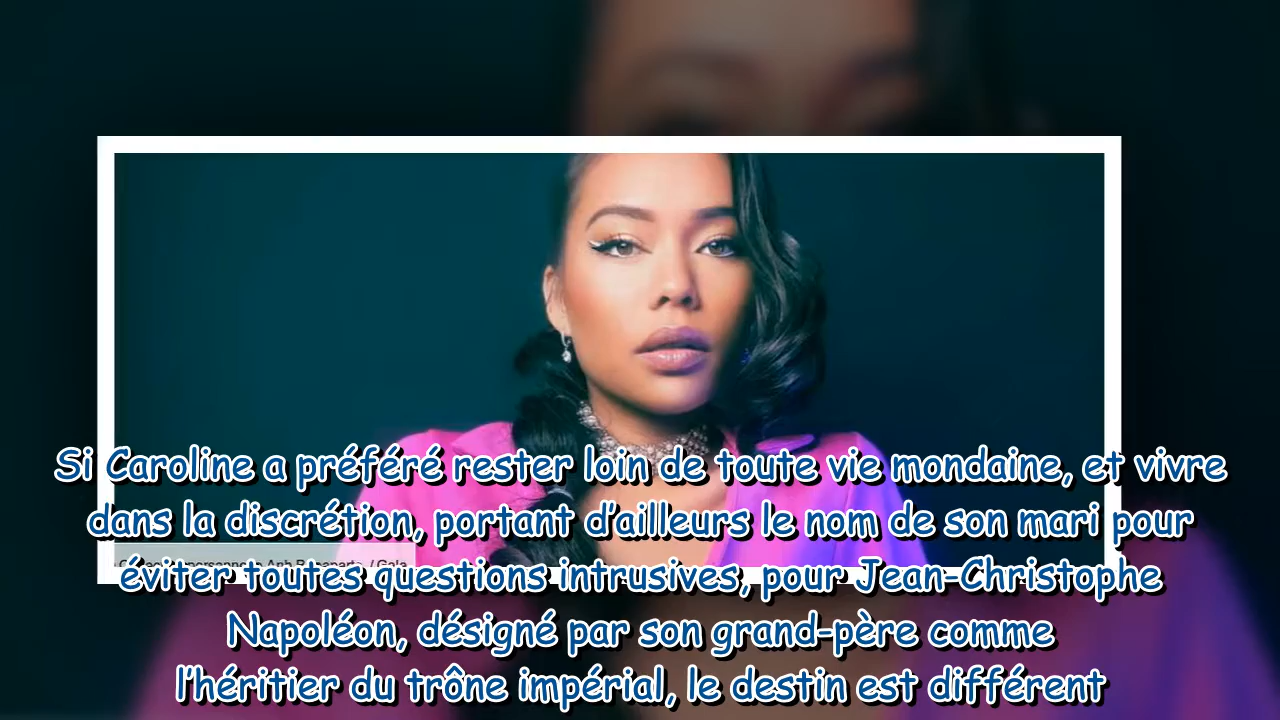 Si Caroline a préféré rester loin de toute vie mondaine, et vivre
dans la discrétion, portant d'ailleurs le nom de son mari pour
éviter toutes questions intrusives, pour Jean-Christophe
Napoléon, désigné par son grand-père comme
l'héritier du trône impérial, le destin est différent
/ Gala